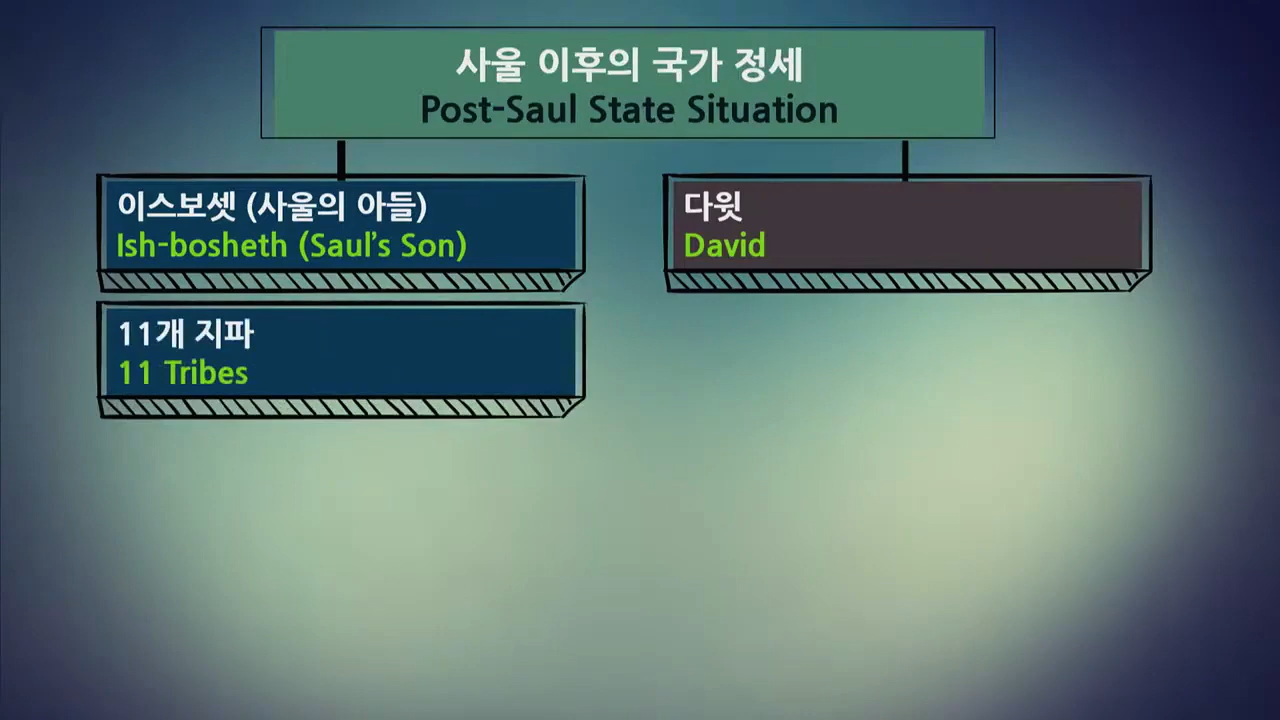 사울 이후의 국가 정세
Post-Saul State Situation
이스보셋 (사울의 아들)
Ish-bosheth (Saul's Son)
다윗
David
11개 지파
11 Tribes